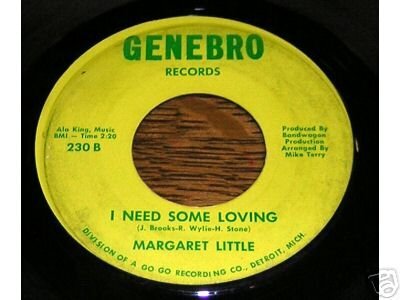 GENEBRO
RECORDS
Alo King, Music
BMI — Time 2:20
230 B
Produced By
Bandwagon
Production
Arranged By
Mike Terry
I NEED SOME LOVING
(J. Brooks-R. Wylie-H. Stone)
MARGARET LITTLE
DIVISION OF A GO GO RECORDING CO., DETROIT, MICH.